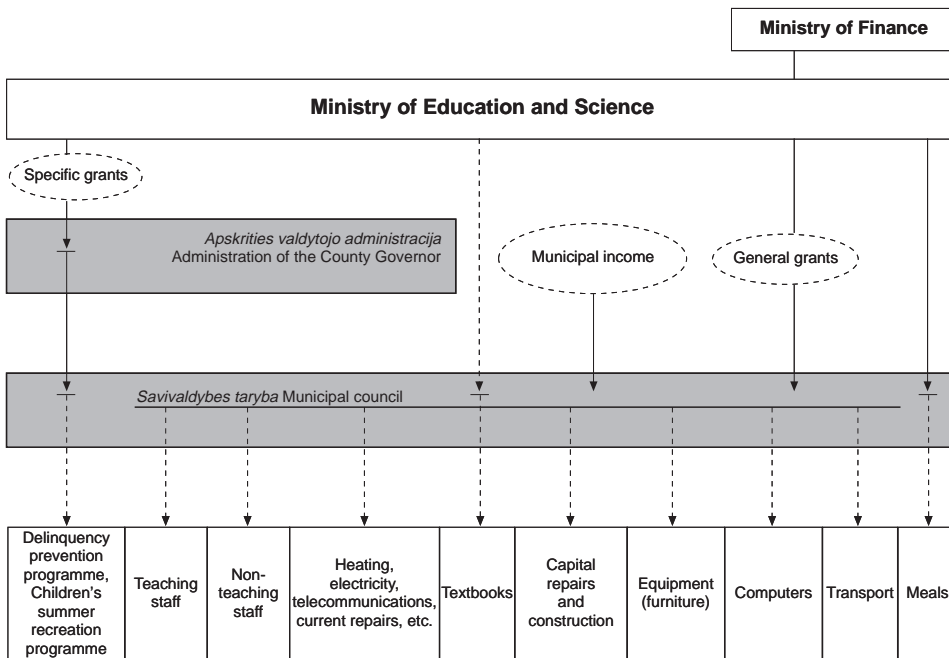 Ministry of Finance
Ministry of Education and Science
Specific grants
Apskrities valdytojo administracija
Administration of the County Governor
Municipal income
General grants
Savivaldybes taryba Municipal council
Delinquency
prevention
programme,
Children's
summer
recreation
programme
Teaching
staff
Non-
teaching
staff
Heating,
electricity,
telecommunications,
current repairs, etc.
Textbooks
Capital
repairs
and
construction
Equipment
(furniture)
Computers
Transport
Meals